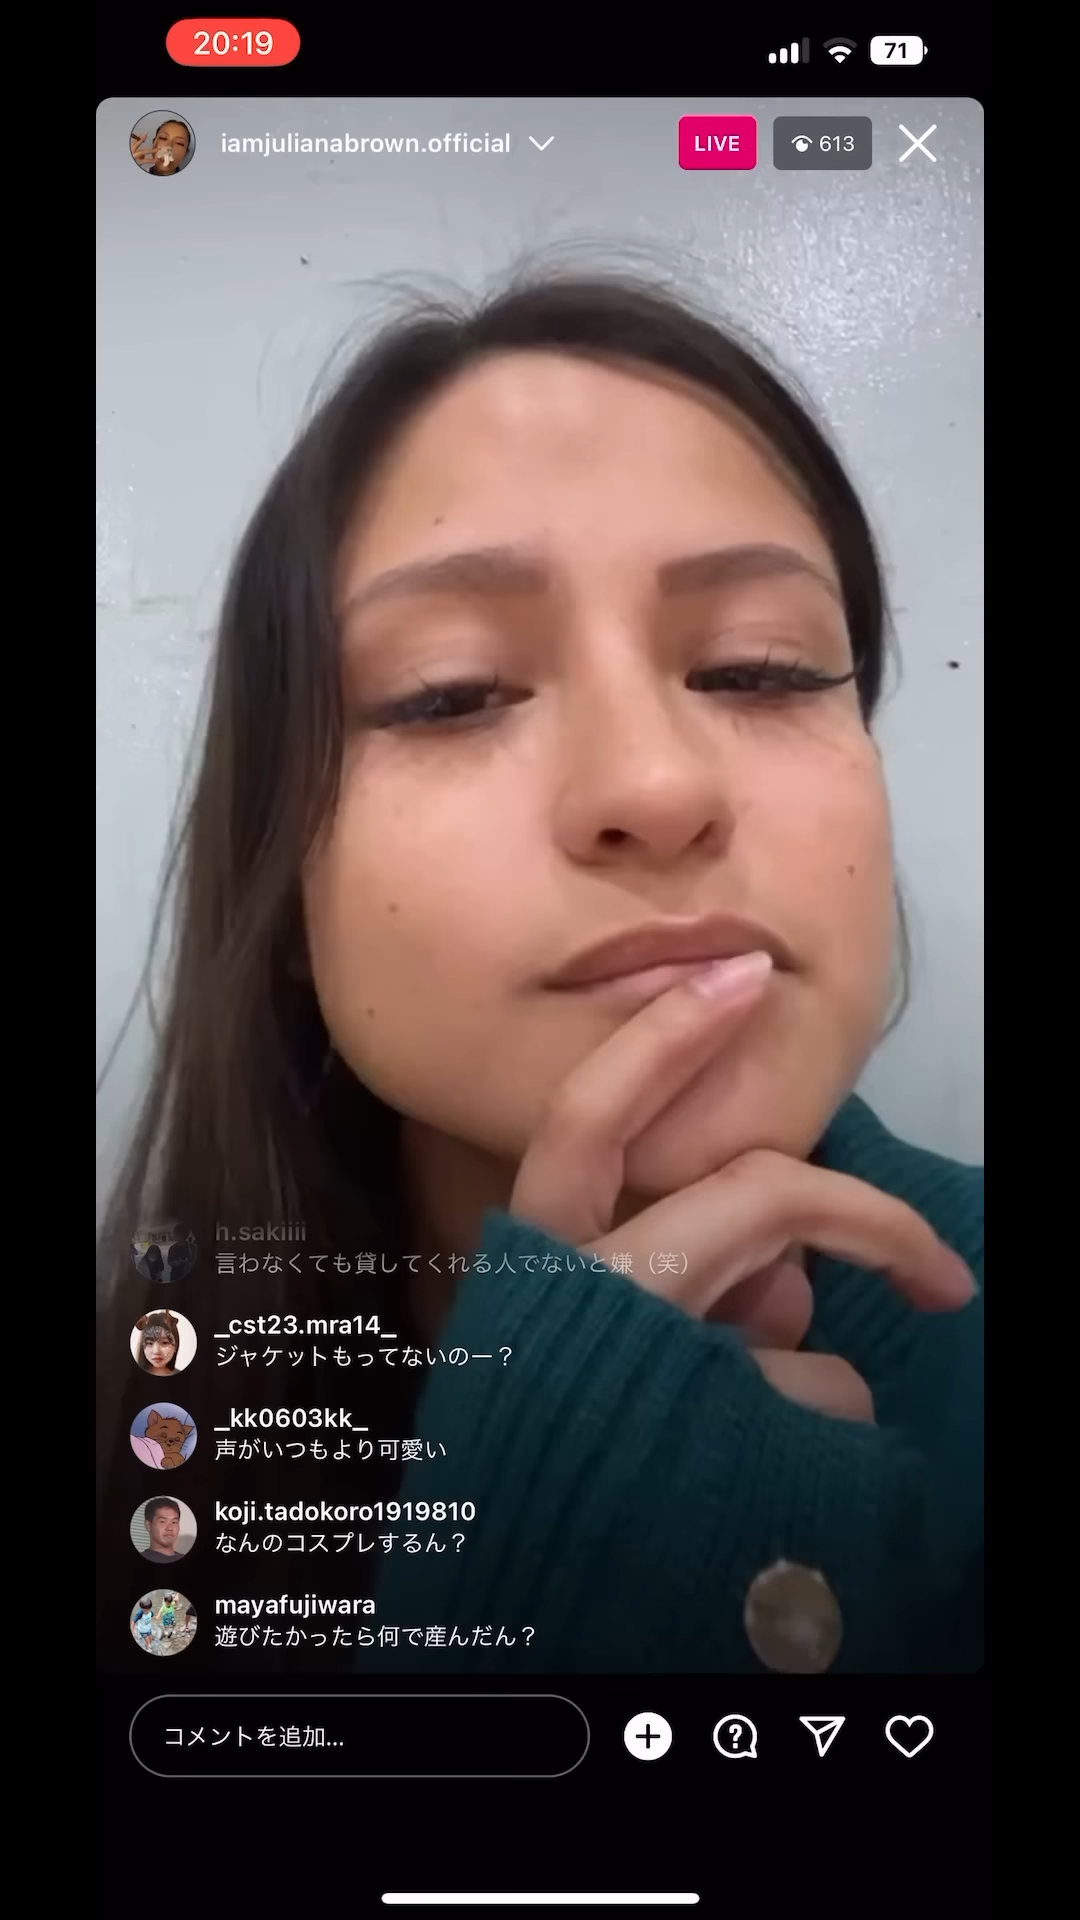 20:19
71
iamjulianabrown.official
LIVE
613
h.sakiiii
言わなくても貸してくれる人でないと嫌（笑）
_cst23.mra14_
ジャケットもってないのー？
_kk0603kk_
声がいつもより可愛い
koji.tadokoro1919810
なんのコスプレするん？
mayafujiwara
遊びたかったら何で産んだん？
コメントを追加...